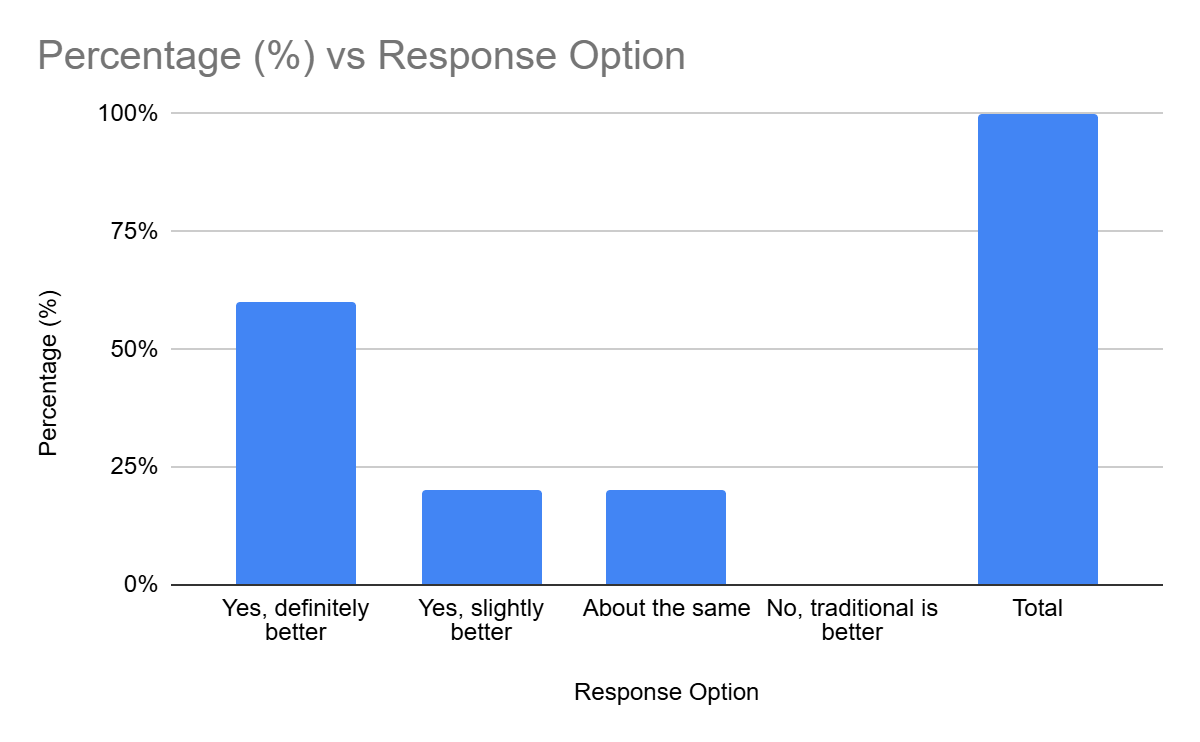 Percentage (%) vs Response Option
100%
75%
50%
25%
0%
Percentage (%)
Yes, definitely
better
Yes, slightly
better
About the same
No, traditional is
better
Total
Response Option